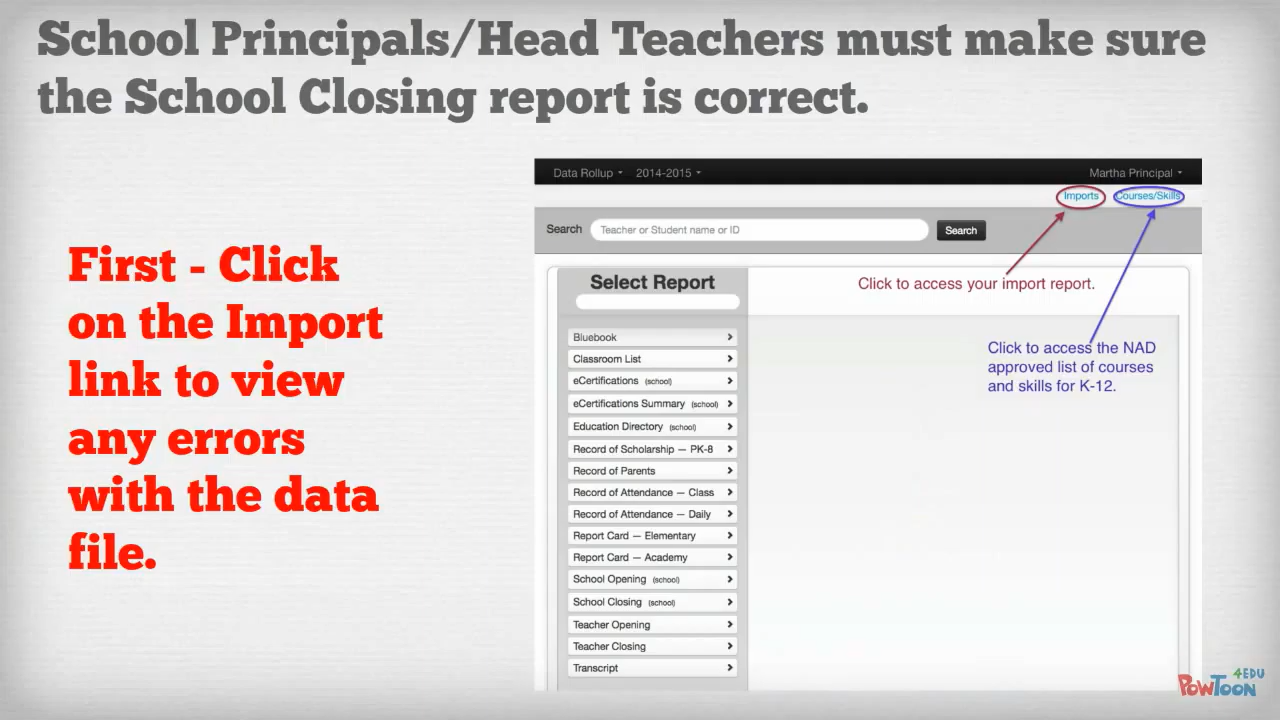 School Principals/Head Teachers must make sure
the School Closing report is correct.
First - Click
on the Import
link to view
any errors
with the data
file.
Data Rollup 2014-2015 Martha Principal
Imports Courses/Skills
Search Teacher or Student name or ID Search
Select Report
Click to access your import report.
Click to access the NAD
approved list of courses
and skills for K-12.
Bluebook
Classroom List
eCertifications (school)
eCertifications Summary (school)
Education Directory (school)
Record of Scholarship — PK-8
Record of Parents
Record of Attendance — Class
Record of Attendance — Daily
Report Card — Elementary
Report Card — Academy
School Opening (school)
School Closing (school)
Teacher Opening
Teacher Closing
Transcript
4EDU
PowToon